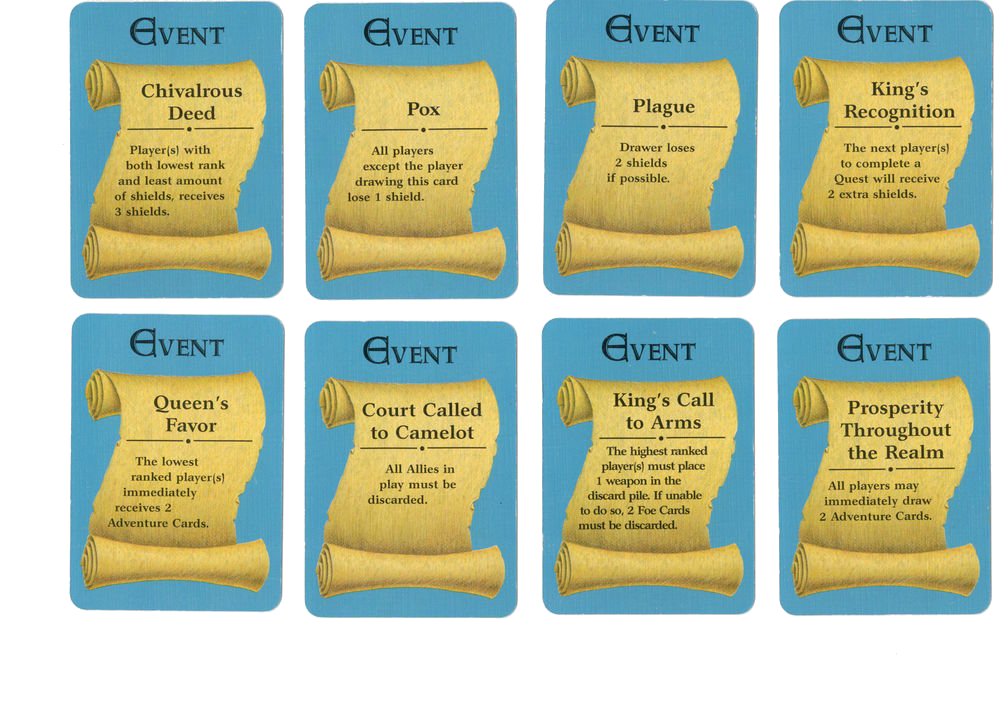 EVENT
Chivalrous
Deed
Player(s) with
both lowest rank
and least amount
of shields, receives
3 shields.
EVENT
Pox
All players
except the player
drawing this card
lose 1 shield.
EVENT
Plague
Drawer loses
2 shields
if possible.
EVENT
King's
Recognition
The next player(s)
to complete a
Quest will receive
2 extra shields.
EVENT
Queen's
Favor
The lowest
ranked player(s)
immediately
receives 2
Adventure Cards.
EVENT
Court Called
to Camelot
All Allies in
play must be
discarded.
EVENT
King's Call
to Arms
The highest ranked
player(s) must place
1 weapon in the
discard pile. If unable
to do so, 2 Foe Cards
must be discarded.
EVENT
Prosperity
Throughout
the Realm
All players may
immediately draw
2 Adventure Cards.